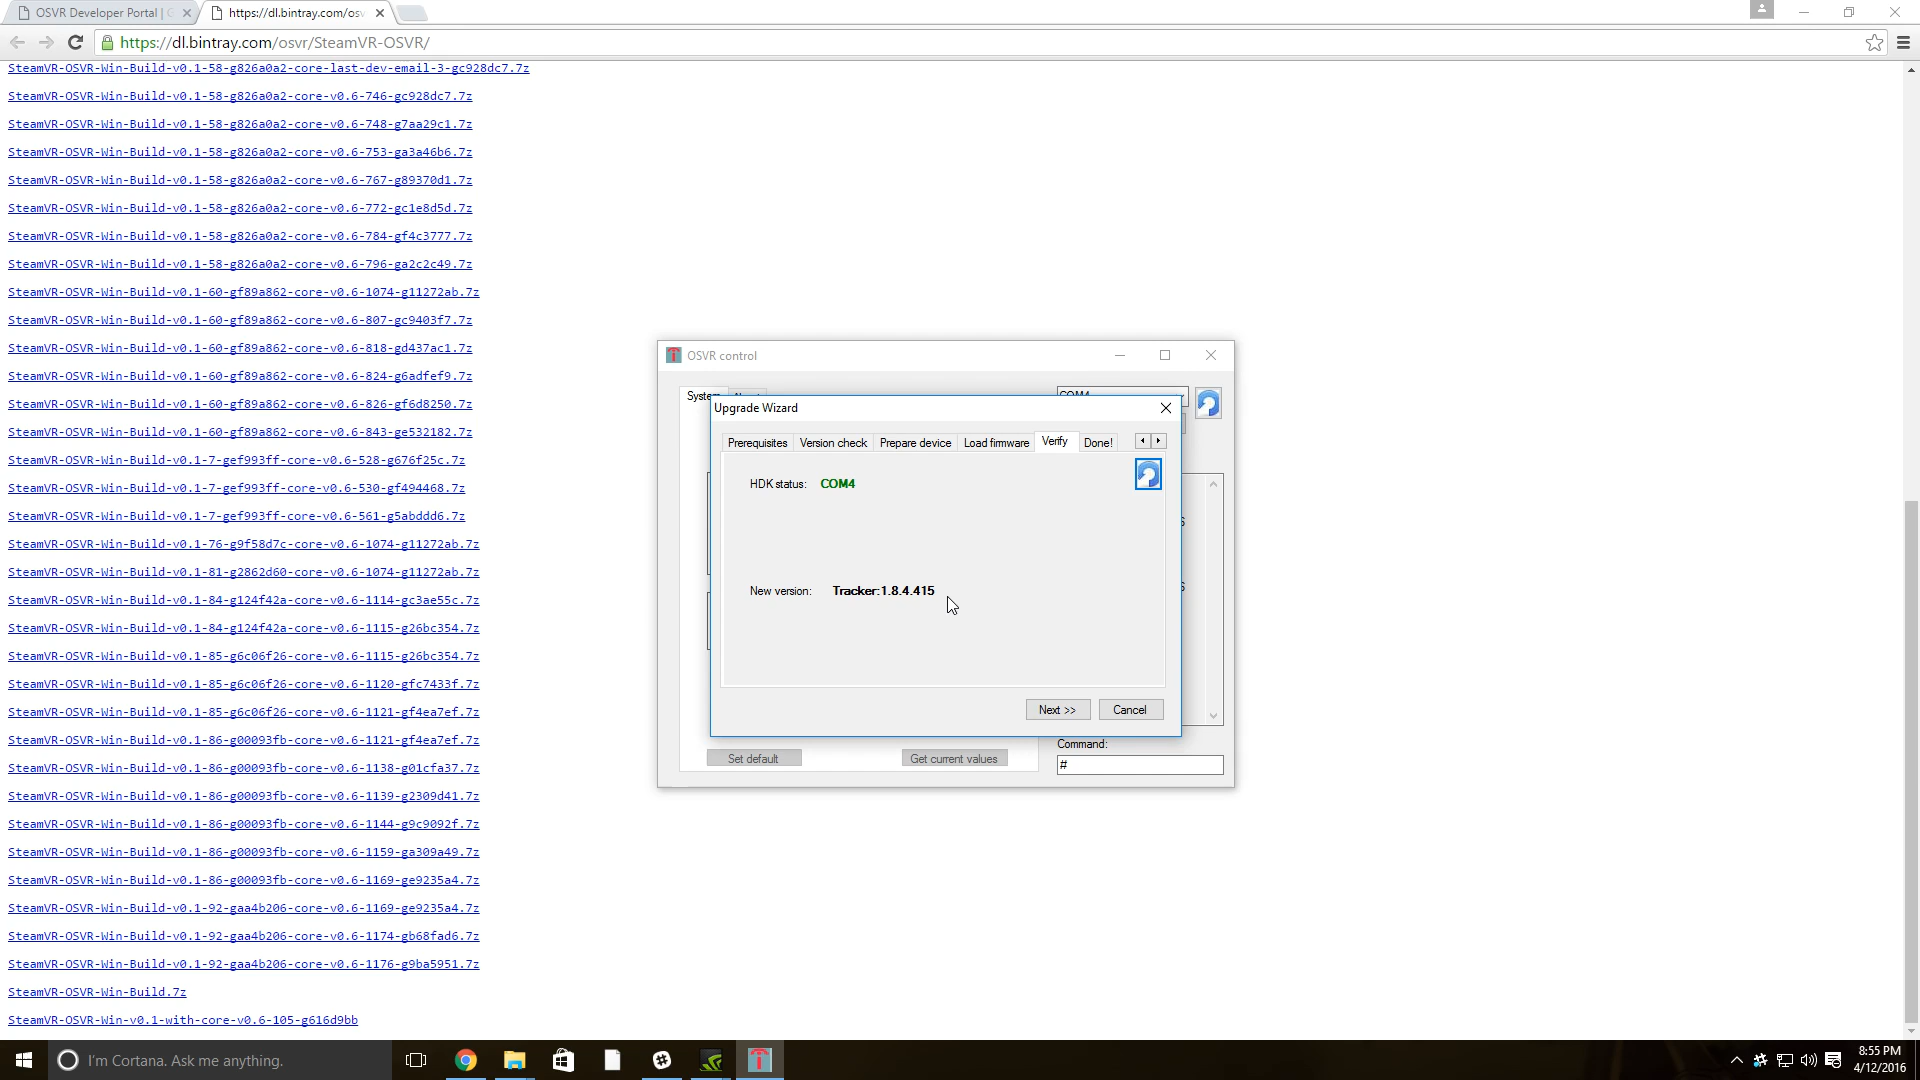 OSVR Developer Portal |
https://dl.bintray.com/osv
https://dl.bintray.com/osvr/SteamVR-OSVR/
SteamVR-OSVR-Win-Build-v0.1-58-g826a0a2-core-last-dev-email-3-gc928dc7.7z
SteamVR-OSVR-Win-Build-v0.1-58-g826a0a2-core-v0.6-746-gc928dc7.7z
SteamVR-OSVR-Win-Build-v0.1-58-g826a0a2-core-v0.6-748-g7aa29c1.7z
SteamVR-OSVR-Win-Build-v0.1-58-g826a0a2-core-v0.6-753-ga3a46b6.7z
SteamVR-OSVR-Win-Build-v0.1-58-g826a0a2-core-v0.6-767-g89370d1.7z
SteamVR-OSVR-Win-Build-v0.1-58-g826a0a2-core-v0.6-772-gc1e8d5d.7z
SteamVR-OSVR-Win-Build-v0.1-58-g826a0a2-core-v0.6-784-gf4c3777.7z
SteamVR-OSVR-Win-Build-v0.1-58-g826a0a2-core-v0.6-796-ga2c2c49.7z
SteamVR-OSVR-Win-Build-v0.1-60-gf89a862-core-v0.6-1074-g11272ab.7z
SteamVR-OSVR-Win-Build-v0.1-60-gf89a862-core-v0.6-807-gc9403f7.7z
SteamVR-OSVR-Win-Build-v0.1-60-gf89a862-core-v0.6-818-gd437ac1.7z
SteamVR-OSVR-Win-Build-v0.1-60-gf89a862-core-v0.6-824-g6adfef9.7z
SteamVR-OSVR-Win-Build-v0.1-60-gf89a862-core-v0.6-826-gf6d8250.7z
SteamVR-OSVR-Win-Build-v0.1-60-gf89a862-core-v0.6-843-ge532182.7z
SteamVR-OSVR-Win-Build-v0.1-7-gef993ff-core-v0.6-528-g676f25c.7z
SteamVR-OSVR-Win-Build-v0.1-7-gef993ff-core-v0.6-530-gf494468.7z
SteamVR-OSVR-Win-Build-v0.1-7-gef993ff-core-v0.6-561-g5abddd6.7z
SteamVR-OSVR-Win-Build-v0.1-76-g9f58d7c-core-v0.6-1074-g11272ab.7z
SteamVR-OSVR-Win-Build-v0.1-81-g2862d60-core-v0.6-1074-g11272ab.7z
SteamVR-OSVR-Win-Build-v0.1-84-g124f42a-core-v0.6-1114-gc3ae55c.7z
SteamVR-OSVR-Win-Build-v0.1-84-g124f42a-core-v0.6-1115-g26bc354.7z
SteamVR-OSVR-Win-Build-v0.1-85-g6c06f26-core-v0.6-1115-g26bc354.7z
SteamVR-OSVR-Win-Build-v0.1-85-g6c06f26-core-v0.6-1120-gfc7433f.7z
SteamVR-OSVR-Win-Build-v0.1-85-g6c06f26-core-v0.6-1121-gf4ea7ef.7z
SteamVR-OSVR-Win-Build-v0.1-86-g00093fb-core-v0.6-1121-gf4ea7ef.7z
SteamVR-OSVR-Win-Build-v0.1-86-g00093fb-core-v0.6-1138-g01cfa37.7z
SteamVR-OSVR-Win-Build-v0.1-86-g00093fb-core-v0.6-1139-g2309d41.7z
SteamVR-OSVR-Win-Build-v0.1-86-g00093fb-core-v0.6-1144-g9c9092f.7z
SteamVR-OSVR-Win-Build-v0.1-86-g00093fb-core-v0.6-1159-ga309a49.7z
SteamVR-OSVR-Win-Build-v0.1-86-g00093fb-core-v0.6-1169-ge9235a4.7z
SteamVR-OSVR-Win-Build-v0.1-92-gaa4b206-core-v0.6-1169-ge9235a4.7z
SteamVR-OSVR-Win-Build-v0.1-92-gaa4b206-core-v0.6-1174-gb68fad6.7z
SteamVR-OSVR-Win-Build-v0.1-92-gaa4b206-core-v0.6-1176-g9ba5951.7z
SteamVR-OSVR-Win-Build.7z
SteamVR-OSVR-Win-v0.1-with-core-v0.6-105-g616d9bb
OSVR control
System
COM4
Upgrade Wizard
Prerequisites Version check Prepare device Load firmware Verify Done!
HDK status: COM4
New version: Tracker:1.8.4.415
Next >> Cancel
Command:
Set default Get current values #
I'm Cortana. Ask me anything.
8:55 PM
4/12/2016